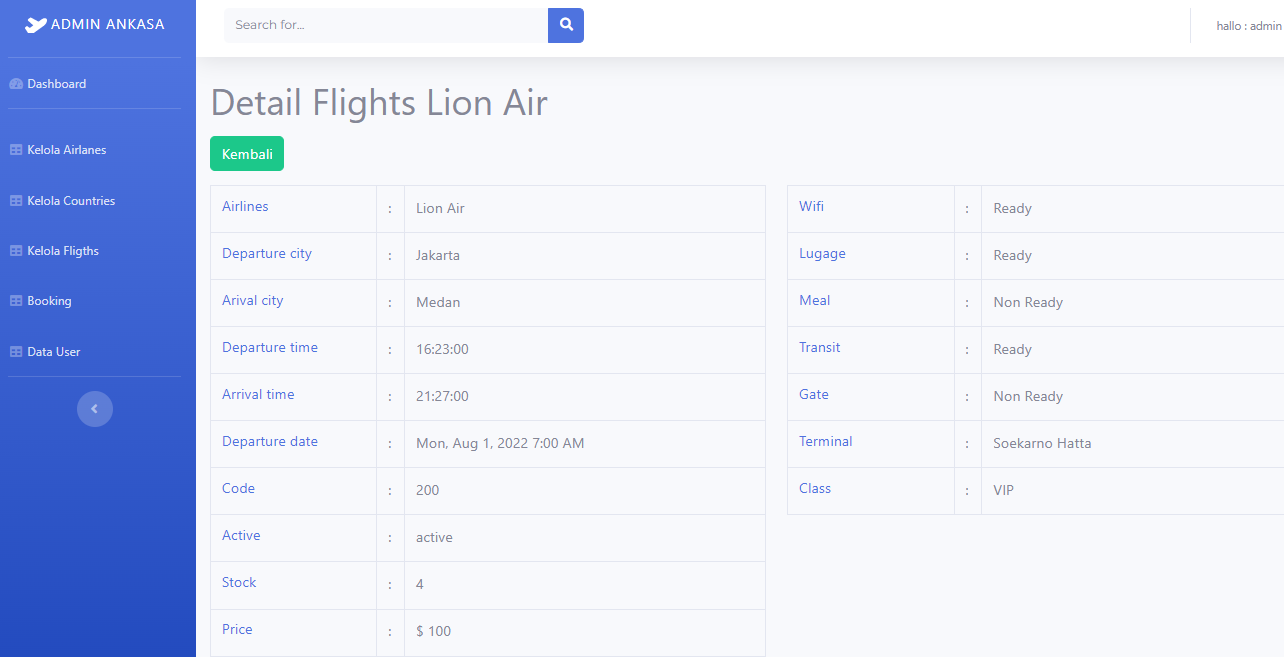 ADMIN ANKASA
Search for...
hallo : admin
Dashboard
Kelola Airlanes
Kelola Countries
Kelola Fligths
Booking
Data User
Detail Flights Lion Air
Kembali
Airlines : Lion Air
Departure city : Jakarta
Arival city : Medan
Departure time : 16:23:00
Arrival time : 21:27:00
Departure date : Mon, Aug 1, 2022 7:00 AM
Code : 200
Active : active
Stock : 4
Price : $ 100
Wifi : Ready
Lugage : Ready
Meal : Non Ready
Transit : Ready
Gate : Non Ready
Terminal : Soekarno Hatta
Class : VIP